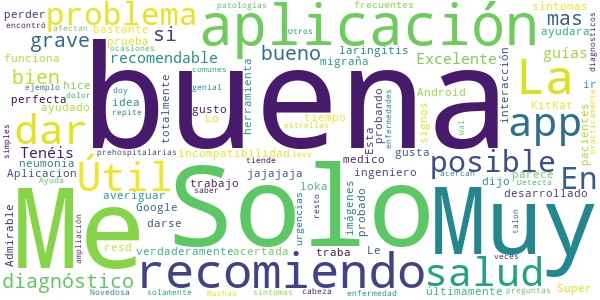 patologías frecuentes síntomas
perder problema aplicación mas
encontró afectan bastante Otros ayudara diagnosticos
grave prueba si bueno laringitis guías
ocasiones recomendable migraña Excelente
funciona
bien ejemplo comunes genial Android interacción
hice dolor doy gusto tiempo KitKat ir
perfecta idea buena La
ayudado repite totalmente Lo herramienta estrellas Esta probando signos app
dar Tenéis enfermedades pacientes Prácticamente
simples neumonia prehospitalarias incompatibilidad leve gusta Wal
Aplicacion Útil tiende medico posible En
Ayuda trabajo jajajaja ingeniero acertan parece Detecta
averiguar saber loka dijo desarrollado
Me Solo Muy
Admirable ampliación Google urgencias resto imágenes probado talon
resd darse traba Le veces
verdaderamente acertada
diagnóstico recomiendo salud
cabeza últimamente Super
Novedosa solamente Muchas sintomas enfermedad preguntas